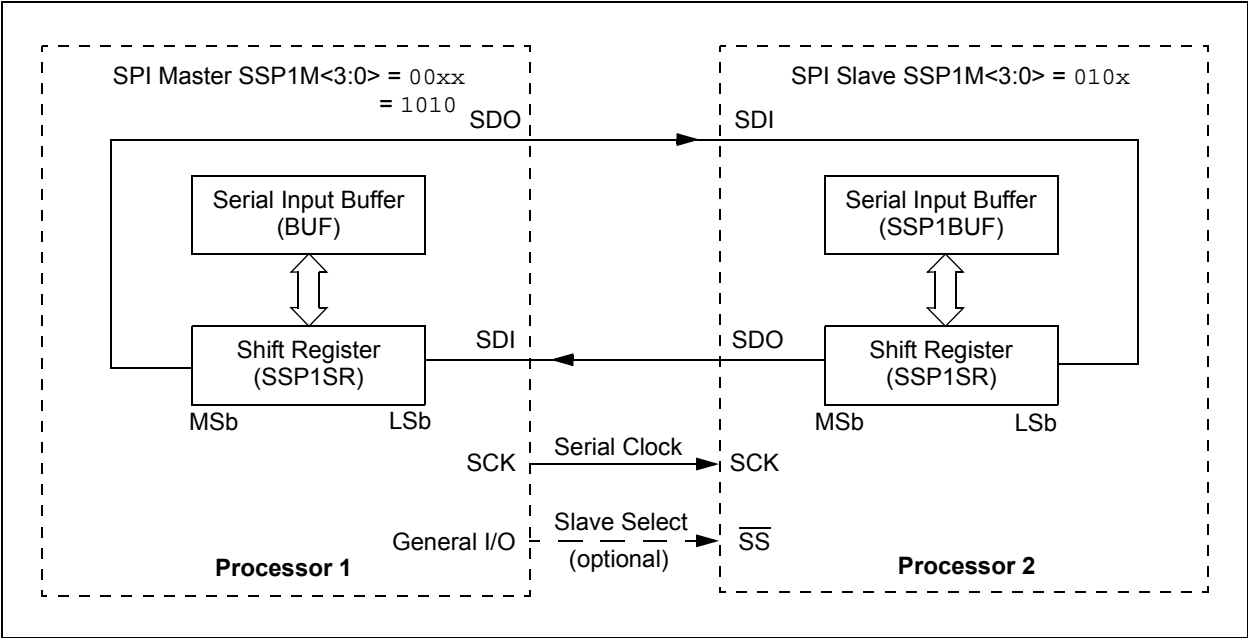 SPI Master SSP1M<3:0> = 00xx
= 1010
SPI Slave SSP1M<3:0> = 010x
SDO
SDI
Serial Input Buffer
(BUF)
Serial Input Buffer
(SSP1BUF)
SDI
SDO
Shift Register
(SSP1SR)
Shift Register
(SSP1SR)
MSb
LSb
MSb
LSb
SCK
Serial Clock
SCK
General I/O
Slave Select
(optional)
S̅S̅
Processor 1
Processor 2